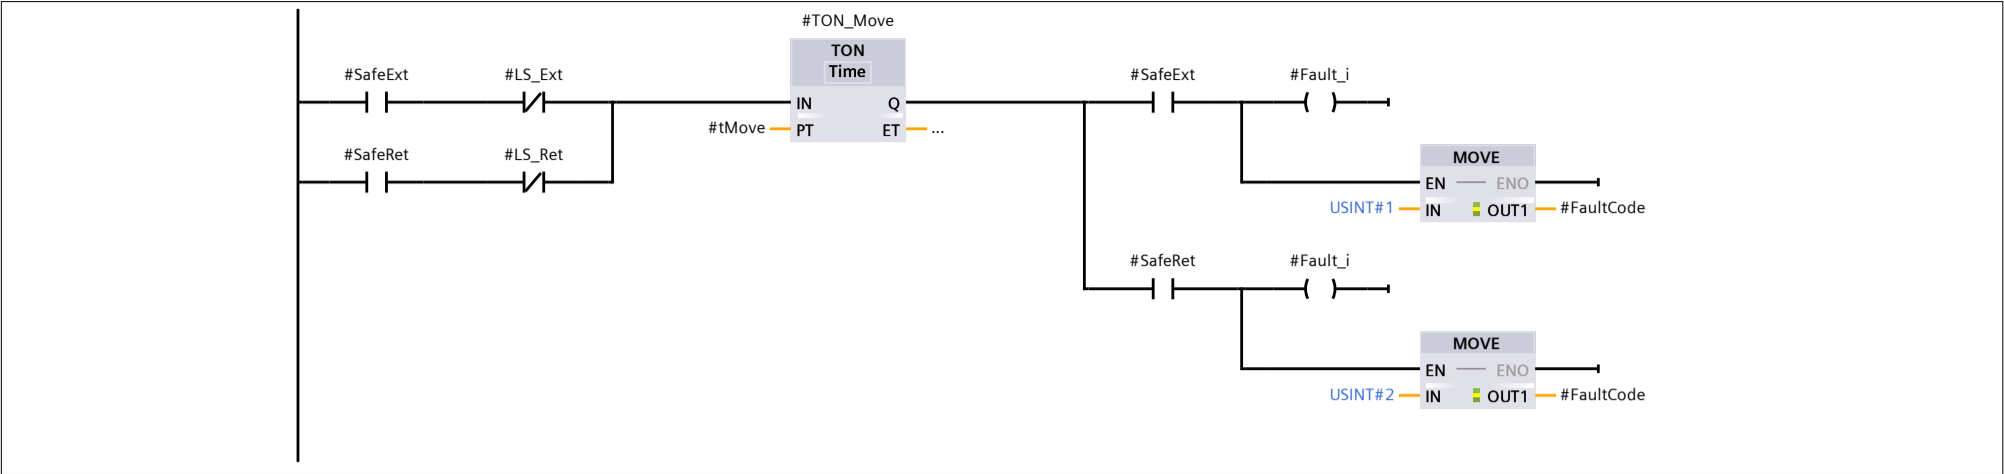 #TON_Move
TON
Time
#SafeExt
#LS_Ext
#SafeExt
#Fault_i
IN
Q
#tMove
PT
ET
...
#SafeRet
#LS_Ret
MOVE
EN
ENO
USINT#1
IN
OUT1
#FaultCode
#SafeRet
#Fault_i
MOVE
EN
ENO
USINT#2
IN
OUT1
#FaultCode